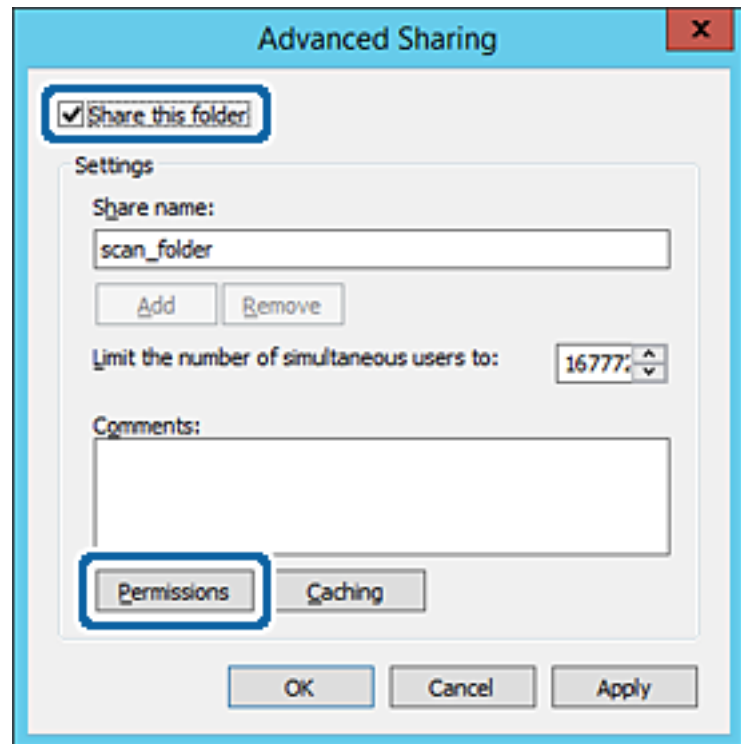 Advanced Sharing
x
Share this folder
Settings
Share name:
scan_folder
Add Remove
Limit the number of simultaneous users to:
Comments:
Permissions Caching
OK Cancel Apply